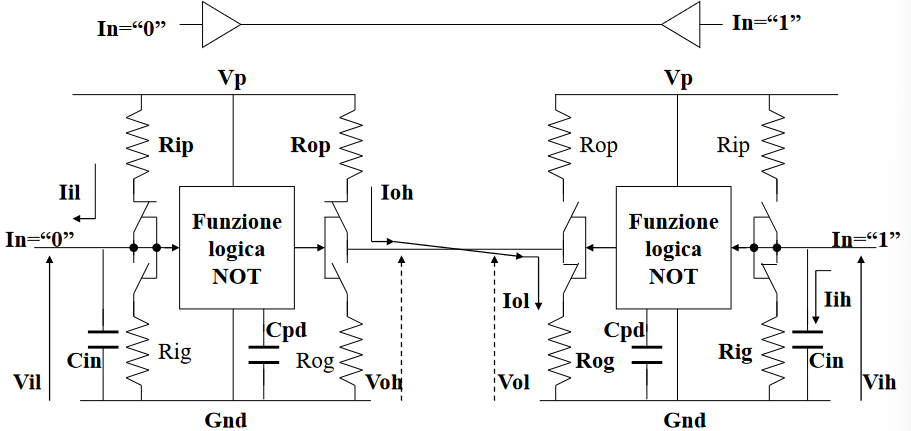 In=“0”
In=“1”
Vp
Vp
Rip
Rop
Rop
Rip
Iil
Ioh
Funzione
logica
NOT
Funzione
logica
NOT
In=“0”
In=“1”
Iol
Iih
Cpd
Cpd
Cin
Rig
Rog
Rog
Rig
Cin
Vil
Voh
Vol
Vih
Gnd
Gnd